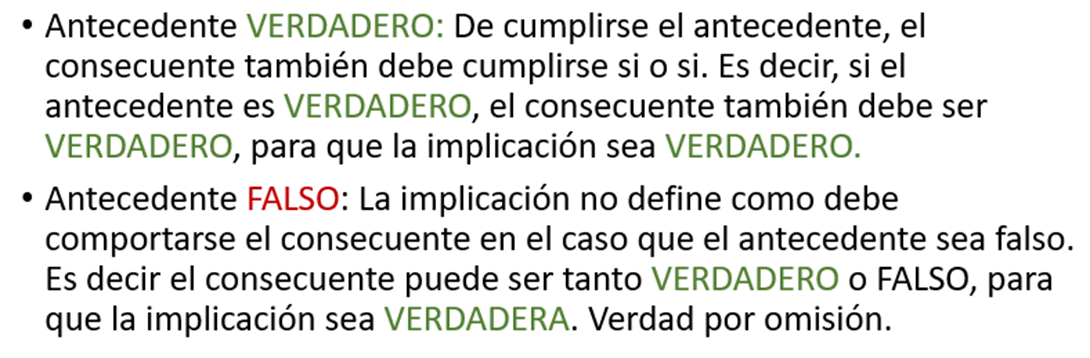 • Antecedente VERDADERO: De cumplirse el antecedente, el
consecuente también debe cumplirse si o si. Es decir, si el
antecedente es VERDADERO, el consecuente también debe ser
VERDADERO, para que la implicación sea VERDADERO.
• Antecedente FALSO: La implicación no define como debe
comportarse el consecuente en el caso que el antecedente sea falso.
Es decir el consecuente puede ser tanto VERDADERO o FALSO, para
que la implicación sea VERDADERA. Verdad por omisión.